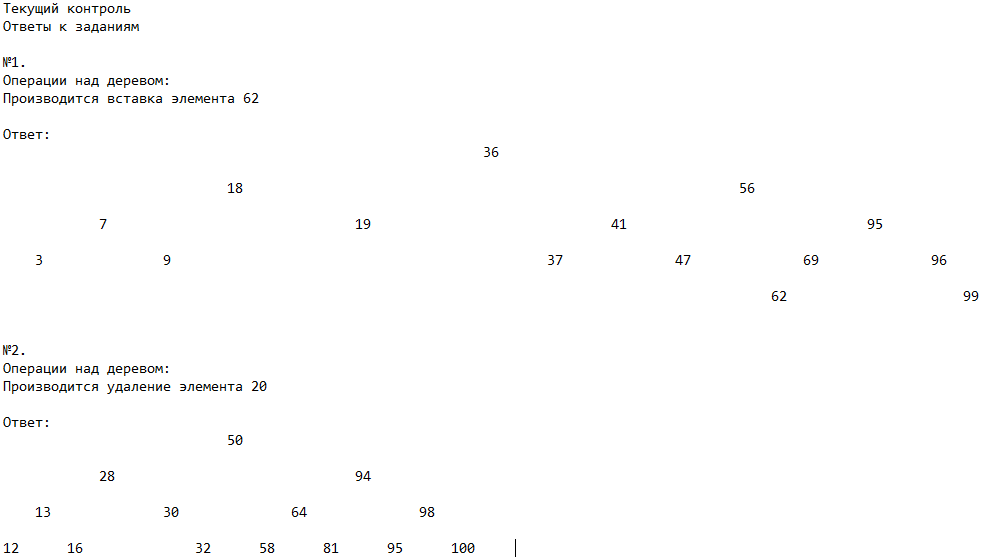 Текущий контроль
Ответы к заданиям
№1.
Операции над деревом:
Производится вставка элемента 62
Ответ:
36
18 56
7 19 41 95
3 9 37 47 69 96
62 99
№2.
Операции над деревом:
Производится удаление элемента 20
Ответ:
50
28 94
13 30 64 98
12 16 32 58 81 95 100